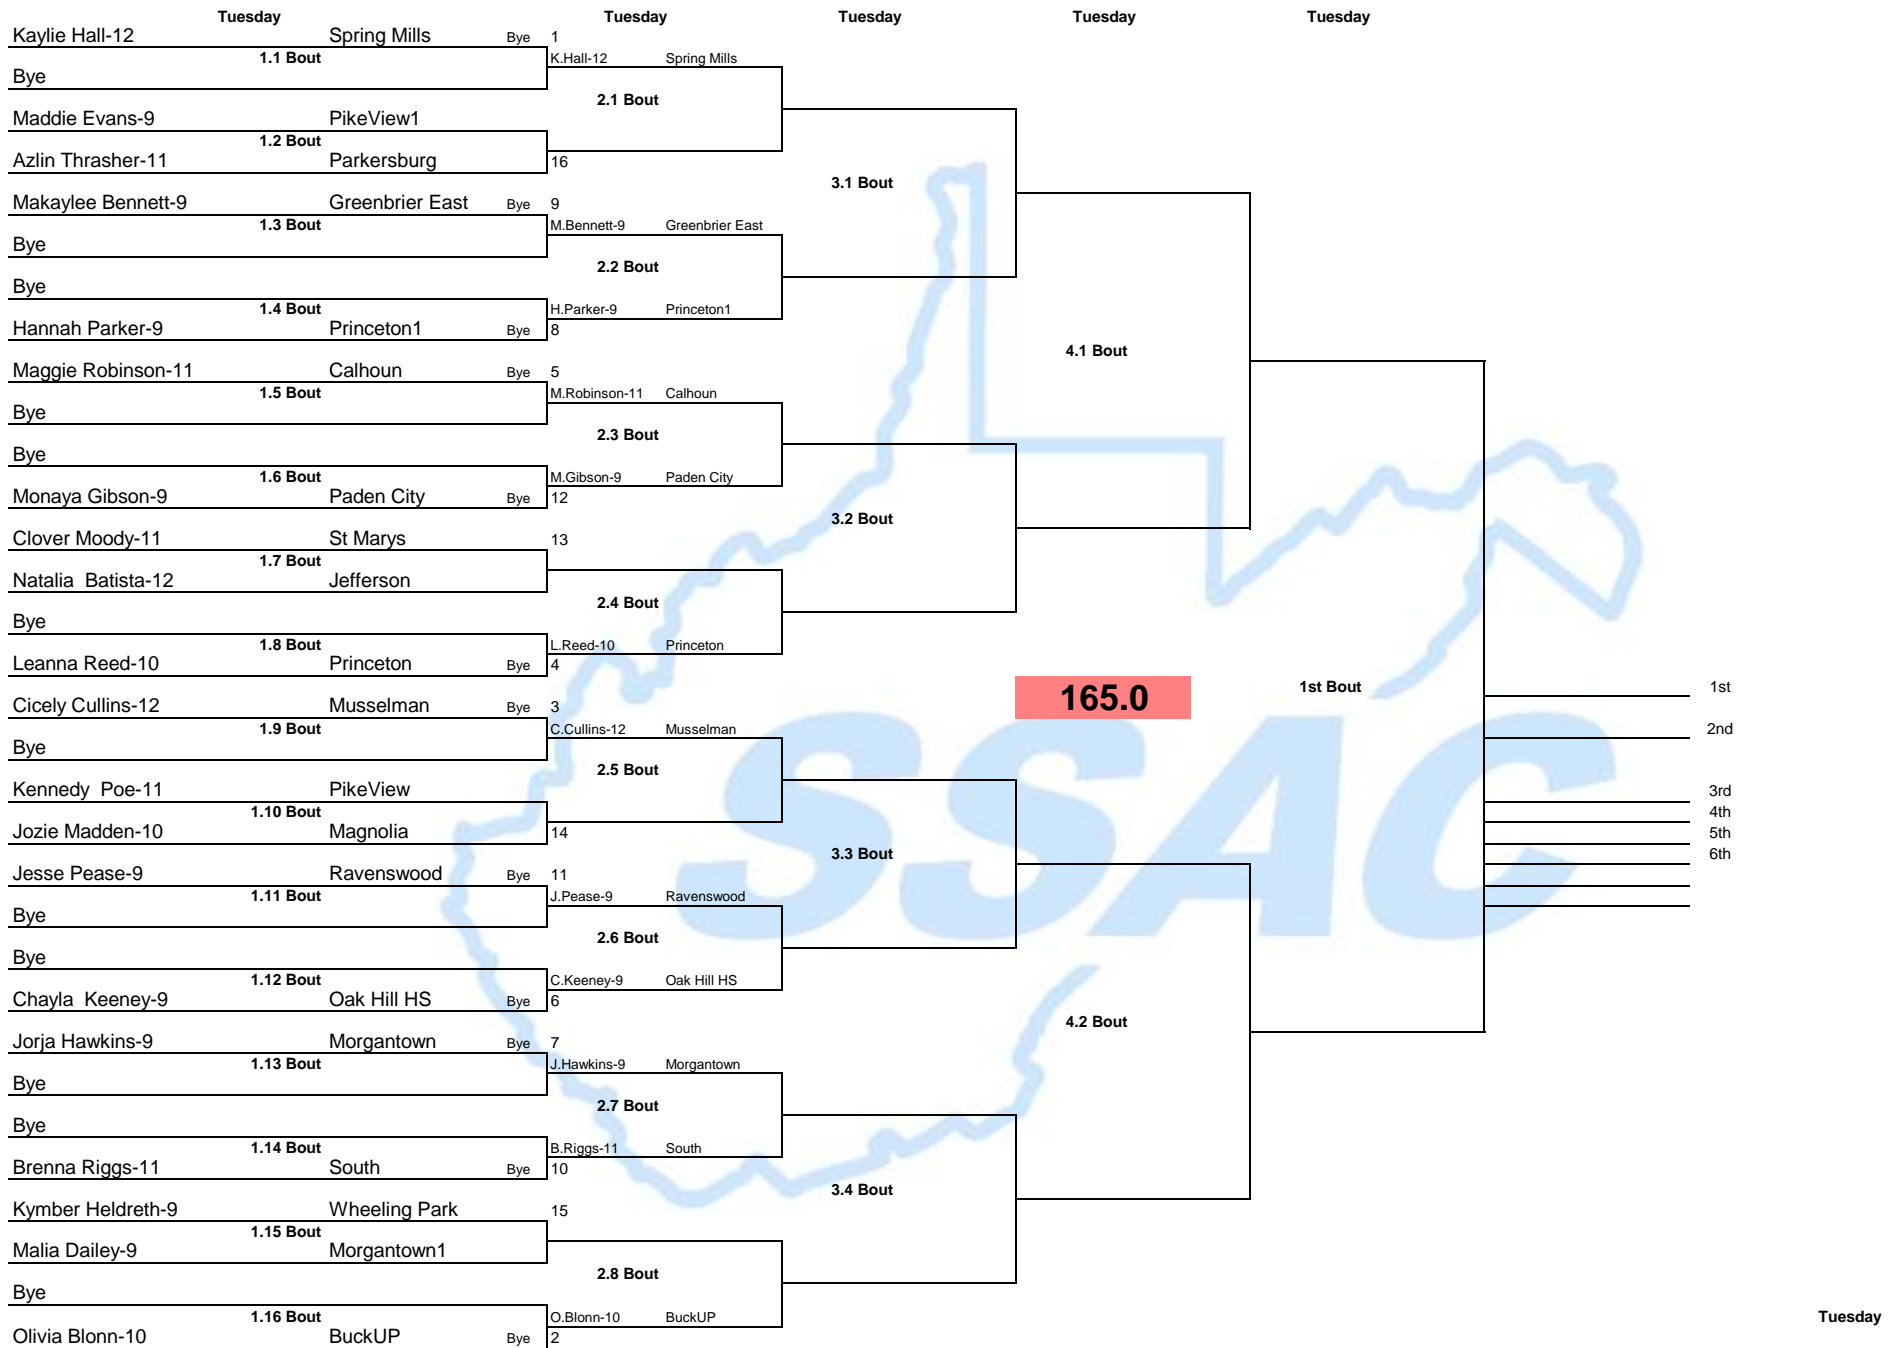 Tuesday Tuesday Tuesday Tuesday Tuesday
Kaylie Hall-12 Spring Mills Bye 1
1.1 Bout K.Hall-12 Spring Mills
Bye
2.1 Bout
Maddie Evans-9 PikeView1
1.2 Bout
Azlin Thrasher-11 Parkersburg 16
3.1 Bout
Makaylee Bennett-9 Greenbrier East Bye 9
1.3 Bout M.Bennett-9 Greenbrier East
Bye
2.2 Bout
Bye
1.4 Bout H.Parker-9 Princeton1
Hannah Parker-9 Princeton1 Bye 8
4.1 Bout
Maggie Robinson-11 Calhoun Bye 5
1.5 Bout M.Robinson-11 Calhoun
Bye
2.3 Bout
Bye
1.6 Bout M.Gibson-9 Paden City
Monaya Gibson-9 Paden City Bye 12
3.2 Bout
Clover Moody-11 St Marys 13
1.7 Bout
Natalia Batista-12 Jefferson
2.4 Bout
Bye
1.8 Bout L.Reed-10 Princeton
Leanna Reed-10 Princeton Bye 4
165.0 1st Bout 1st
Cicely Cullins-12 Musselman Bye 3
1.9 Bout C.Cullins-12 Musselman 2nd
Bye
2.5 Bout
Kennedy Poe-11 PikeView 3rd
1.10 Bout 4th
Jozie Madden-10 Magnolia 14 5th
3.3 Bout 6th
Jesse Pease-9 Ravenswood Bye 11
1.11 Bout J.Pease-9 Ravenswood
Bye
SSAC
2.6 Bout
Bye
1.12 Bout C.Keeney-9 Oak Hill HS
Chayla Keeney-9 Oak Hill HS Bye 6
4.2 Bout
Jorja Hawkins-9 Morgantown Bye 7
1.13 Bout J.Hawkins-9 Morgantown
Bye
2.7 Bout
Bye
1.14 Bout B.Riggs-11 South
Brenna Riggs-11 South Bye 10
3.4 Bout
Kymber Heldreth-9 Wheeling Park 15
1.15 Bout
Malia Dailey-9 Morgantown1
2.8 Bout
Bye
1.16 Bout O.Blonn-10 BuckUP Tuesday
Olivia Blonn-10 BuckUP Bye 2